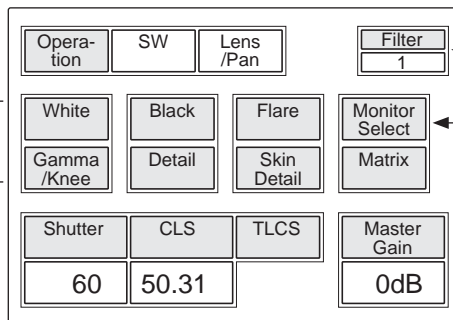 Opera-
tion
SW
Lens
/Pan
Filter
1
White
Black
Flare
Monitor
Select
Gamma
/Knee
Detail
Skin
Detail
Matrix
Shutter
CLS
TLCS
Master
Gain
60
50.31
0dB